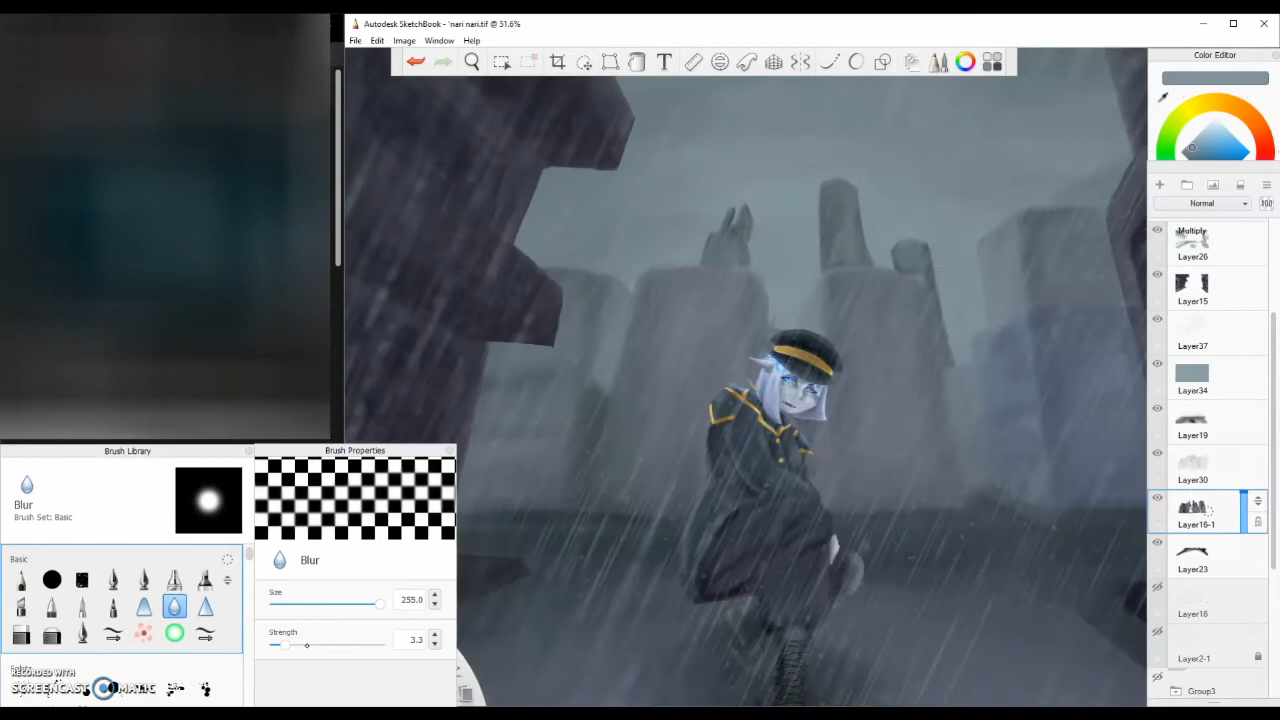 Autodesk SketchBook - 'nari nari.tif @ 51.6%
File Edit Image Window Help
Color Editor
Normal
100
Multiply
Layer26
Layer15
Layer37
Layer34
Layer19
Layer30
Layer16-1
Layer23
Layer16
Layer2-1
Group3
Brush Library
Blur
Brush Set: Basic
Basic
RECORDED WITH
SCREENCAST MATIC
Brush Properties
Blur
Size
255.0
Strength
3.3